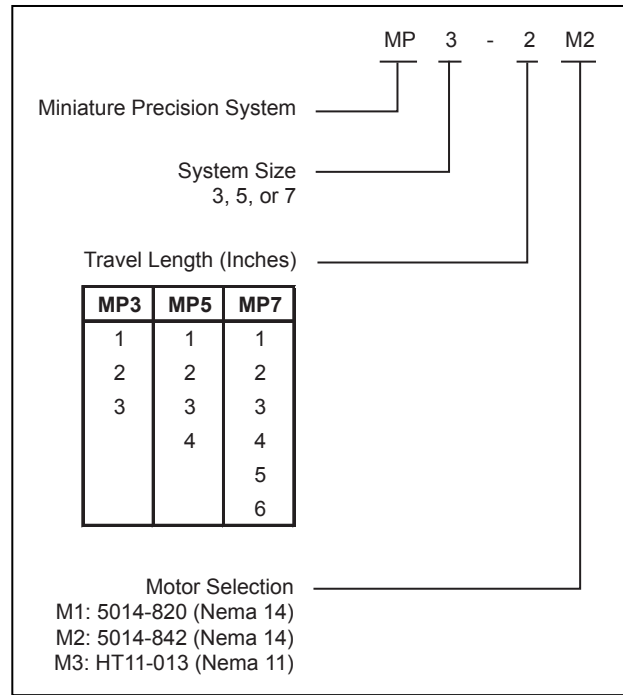 MP 3 - 2 M2
Miniature Precision System
System Size
3, 5, or 7
Travel Length (Inches)
MP3 MP5 MP7
1 1 1
2 2 2
3 3 3
4 4
5
6
Motor Selection
M1: 5014-820 (Nema 14)
M2: 5014-842 (Nema 14)
M3: HT11-013 (Nema 11)